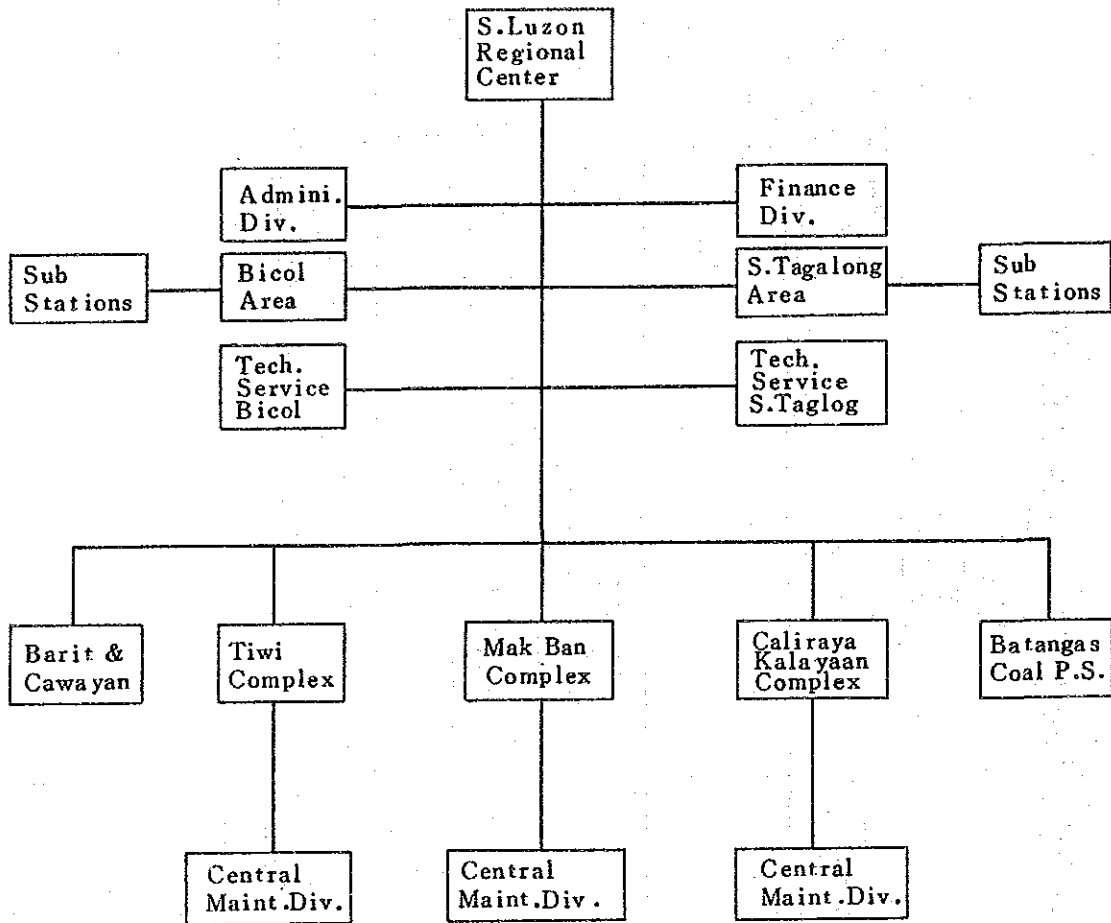 S.Luzon
Regional
Center
Admini.
Div.
Finance
Div.
Sub
Stations
Bicol
Area
S.Tagalong
Area
Sub
Stations
Tech.
Service
Bicol
Tech.
Service
S.Taglog
Barit &
Cawayan
Tiwi
Complex
Mak Ban
Complex
Caliraya
Kalayaan
Complex
Batangas
Coal P.S.
Central
Maint.Div.
Central
Maint.Div.
Central
Maint.Div.